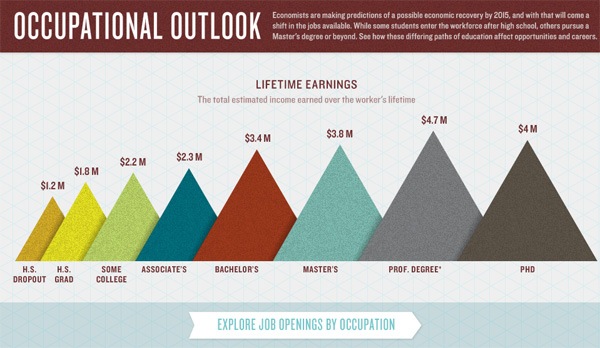 OCCUPATIONAL OUTLOOK
Economists are making predictions of a possible economic recovery by 2015, and with that will come a
shift in the jobs available. While some students enter the workforce after high school, others pursue a
Master's degree or beyond. See how these differing paths of education affect opportunities and careers.
LIFETIME EARNINGS
The total estimated income earned over the worker's lifetime
$1.2 M
$1.8 M
$2.2 M
$2.3 M
$3.4 M
$3.8 M
$4.7 M
$4 M
H.S.
DROPOUT
H.S.
GRAD
SOME
COLLEGE
ASSOCIATE'S
BACHELOR'S
MASTER'S
PROF. DEGREE*
PHD
EXPLORE JOB OPENINGS BY OCCUPATION